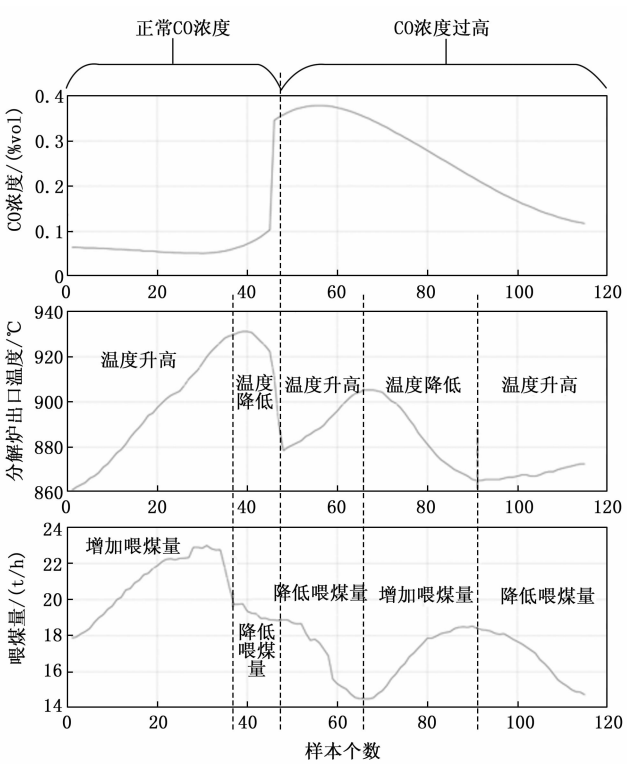 正常CO浓度 CO浓度过高
CO浓度/(%vol)
0.4
0.3
0.2
0.1
0
0 20 40 60 80 100 120
分解炉出口温度/℃
940
920
900
880
860
温度升高
温度
降低
温度升高
温度降低
温度升高
0 20 40 60 80 100 120
喂煤量/(t/h)
24
22
20
18
16
14
增加喂煤量
降低
喂煤
量
降低喂煤量
增加喂煤量
降低喂煤量
0 20 40 60 80 100 120
样本个数